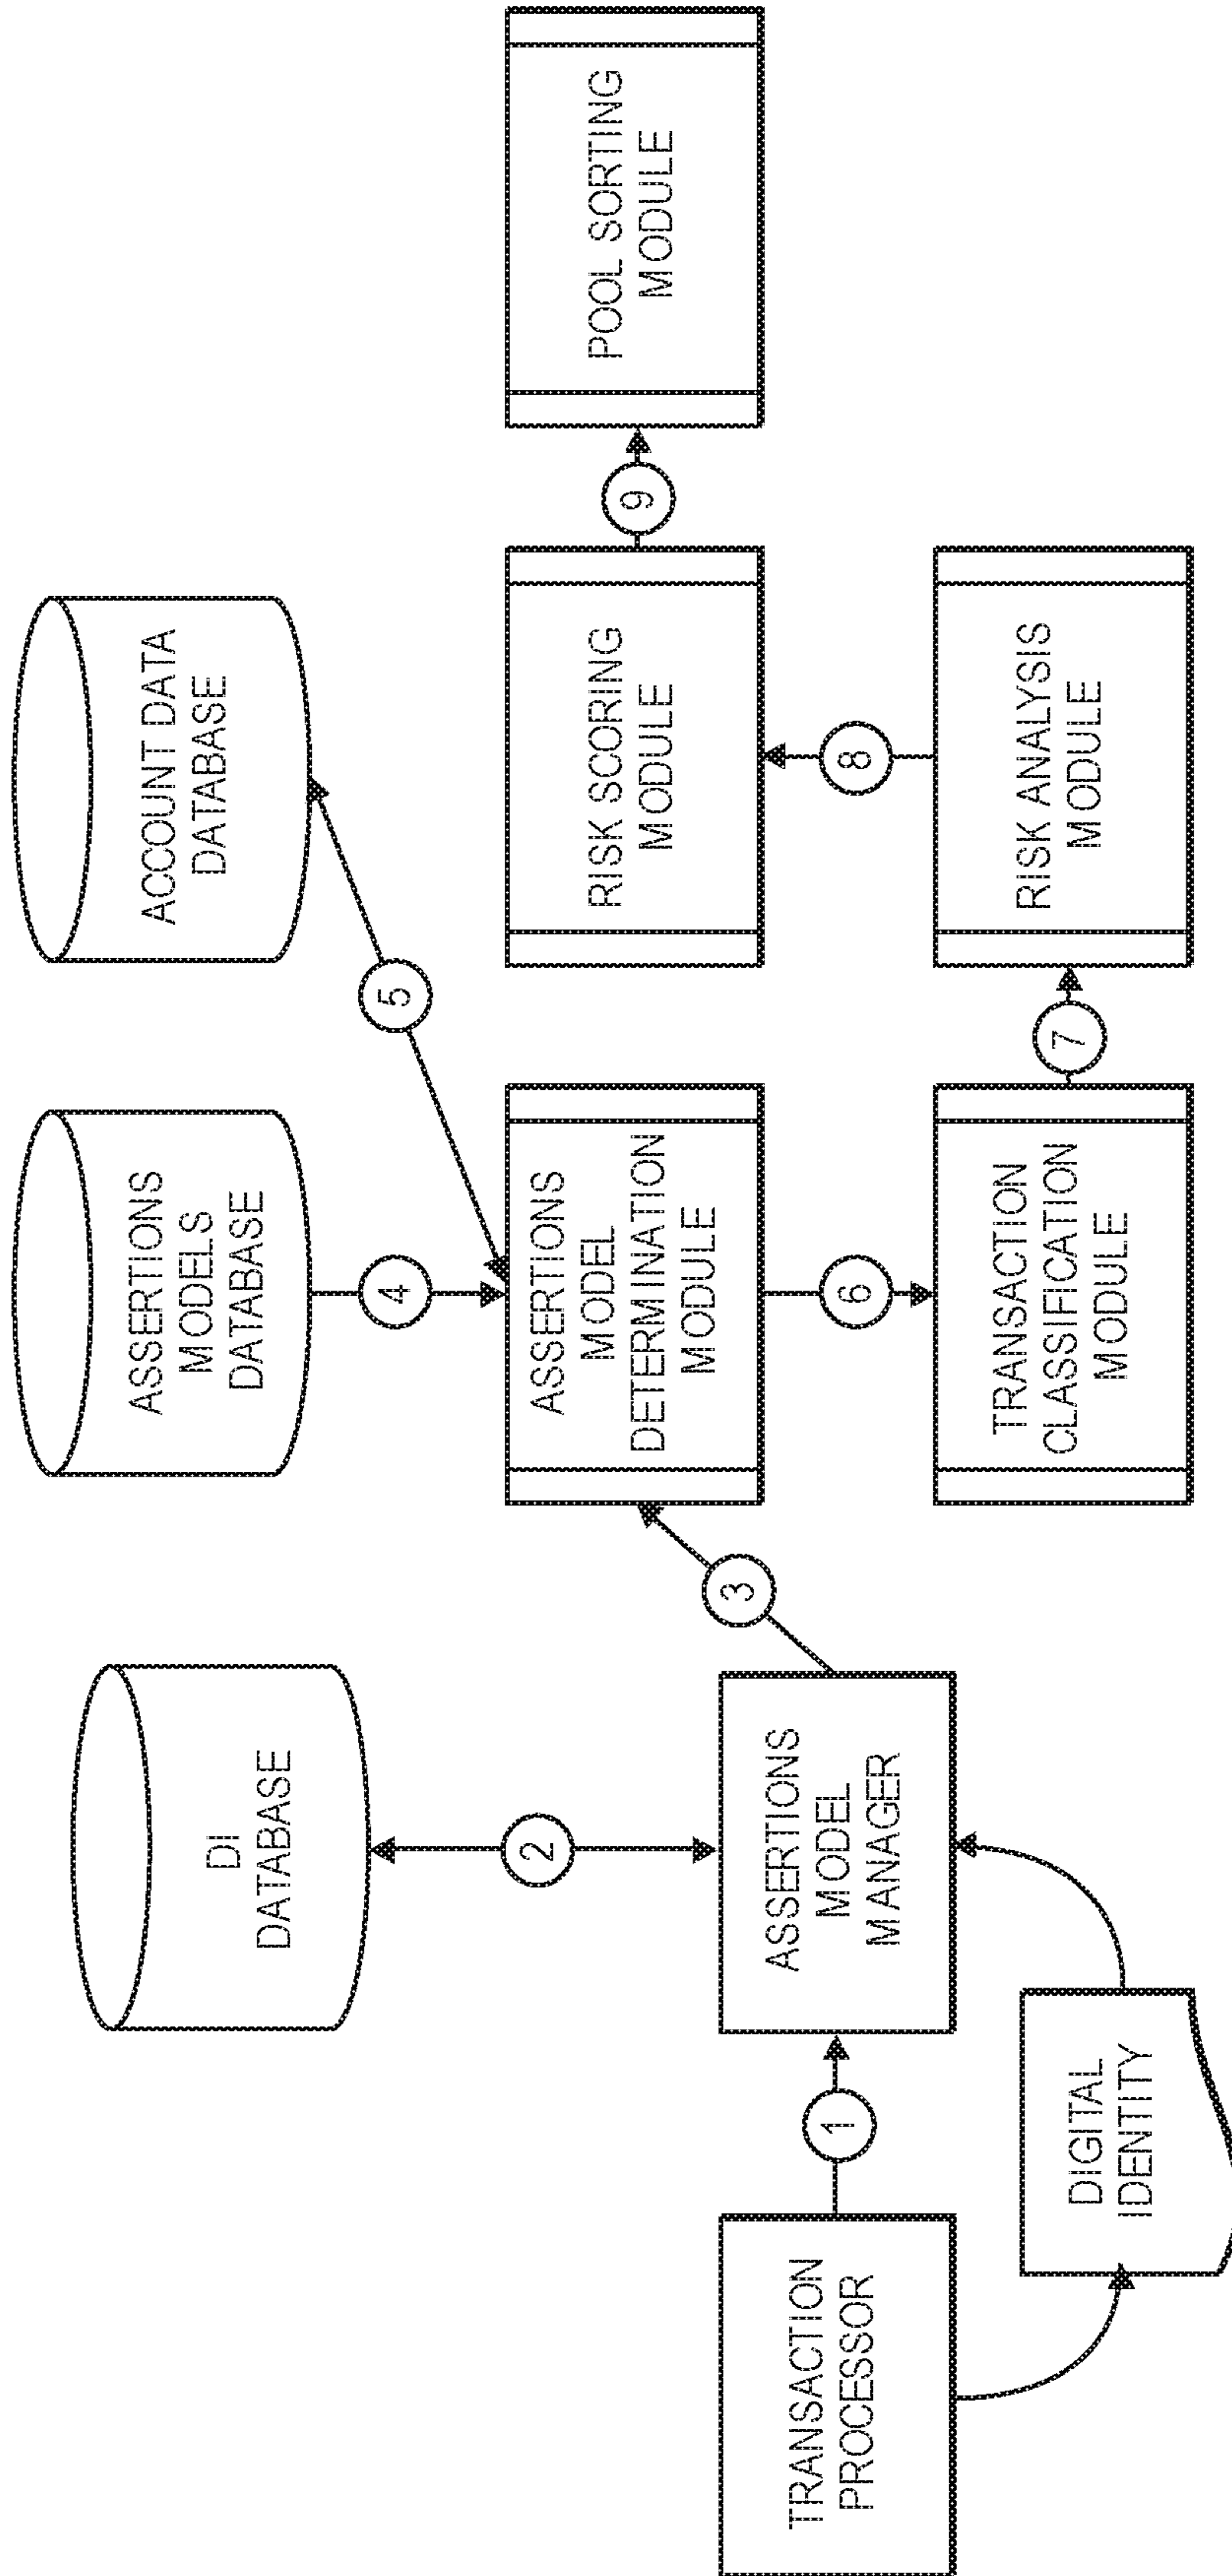 DI
DATABASE
ASSERTIONS
MODELS
DATABASE
ACCOUNT DATA
DATABASE
2
4
5
TRANSACTION
PROCESSOR
1
ASSERTIONS
MODEL
MANAGER
3
ASSERTIONS
MODEL
DETERMINATION
MODULE
RISK SCORING
MODULE
9
POOL SORTING
MODULE
6
8
DIGITAL
IDENTITY
TRANSACTION
CLASSIFICATION
MODULE
7
RISK ANALYSIS
MODULE